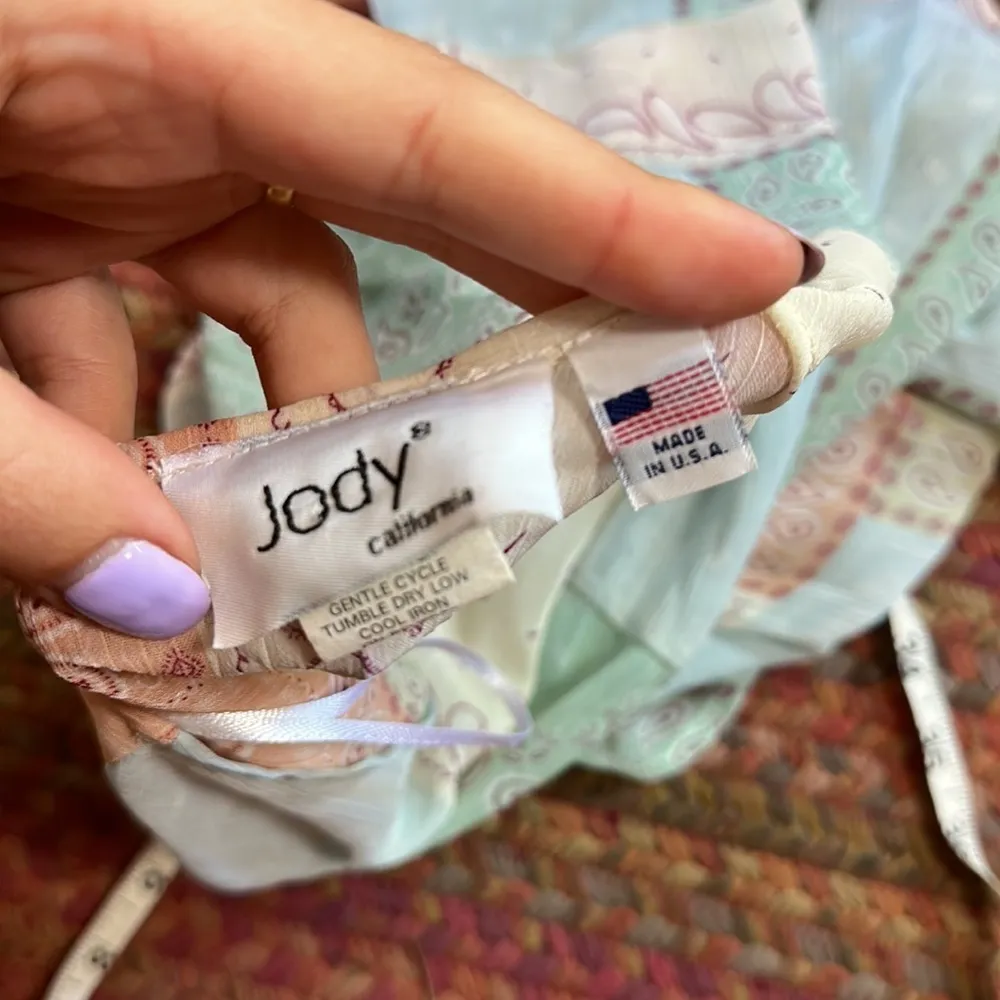 Jody®
california
MADE
IN U.S.A.
GENTLE CYCLE
TUMBLE DRY LOW
COOL IRON